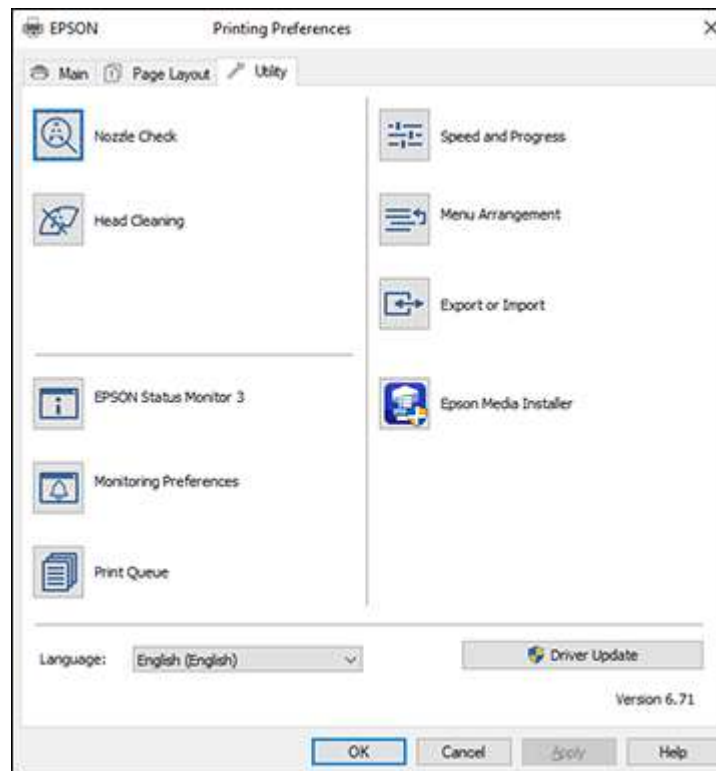 EPSON Printing Preferences
Main Page Layout Utility
Nozzle Check
Head Cleaning
EPSON Status Monitor 3
Monitoring Preferences
Print Queue
Speed and Progress
Menu Arrangement
Export or Import
Epson Media Installer
Language: English (English)
Driver Update
Version 6.71
OK Cancel Apply Help